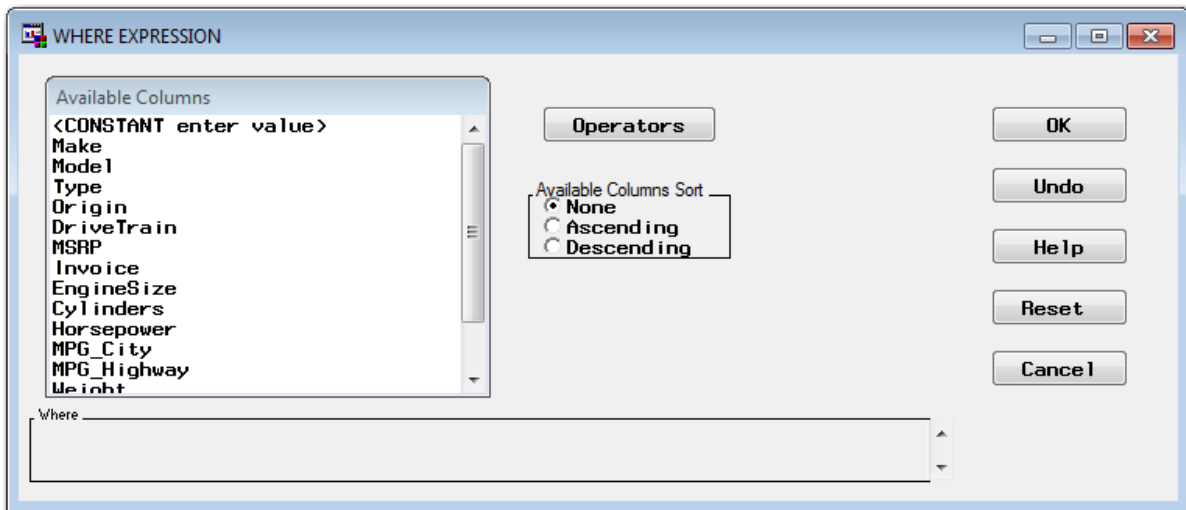 WHERE EXPRESSION
Available Columns
<CONSTANT enter value>
Make
Model
Type
Origin
DriveTrain
MSRP
Invoice
EngineSize
Cylinders
Horsepower
MPG_City
MPG_Highway
Weight
Operators
Available Columns Sort
None
Ascending
Descending
OK
Undo
Help
Reset
Cancel
Where